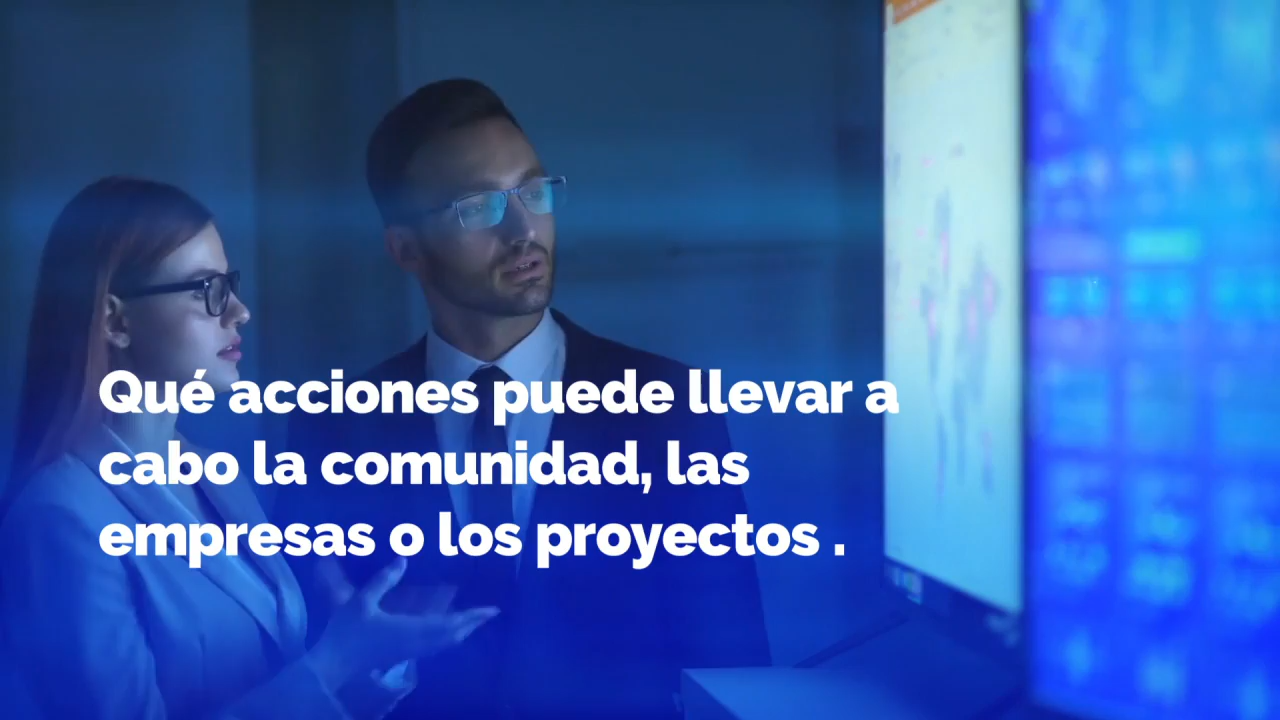 Qué acciones puede llevar a
cabo la comunidad, las
empresas o los proyectos .